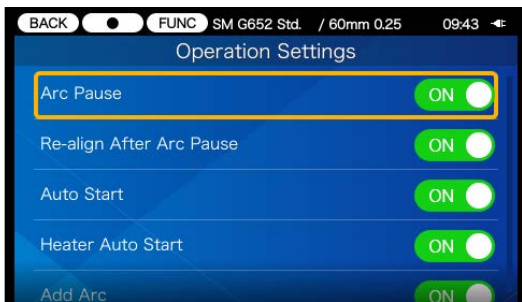 BACK ● FUNC SM G652 Std. / 60mm 0.25 09:43
Operation Settings
Arc Pause ON
Re-align After Arc Pause ON
Auto Start ON
Heater Auto Start ON
Add Arc ON